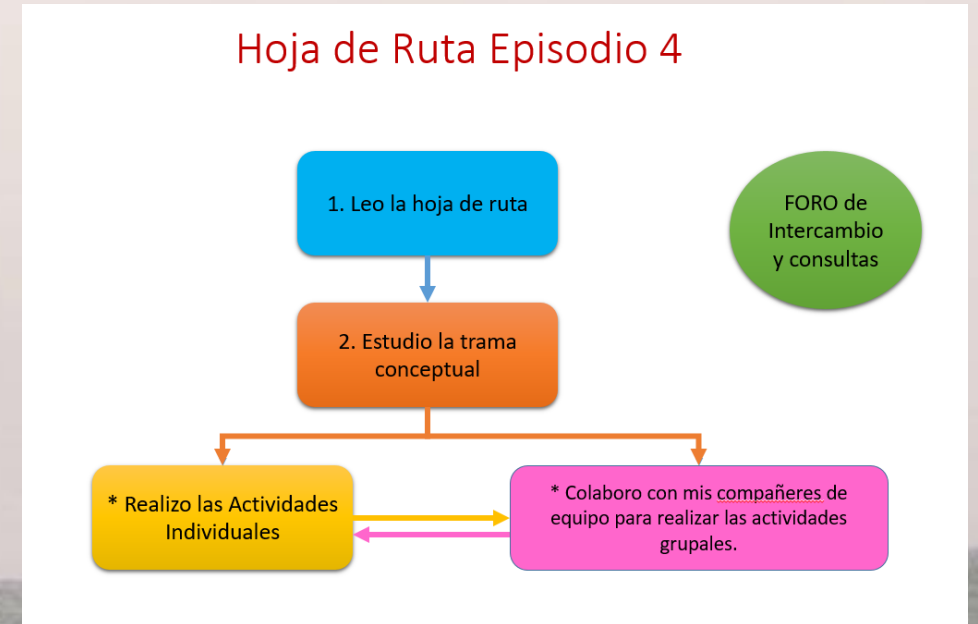 Hoja de Ruta Episodio 4
1. Leo la hoja de ruta
FORO de
Intercambio
y consultas
2. Estudio la trama
conceptual
* Realizo las Actividades
Individuales
* Colaboro con mis compañeres de
equipo para realizar las actividades
grupales.